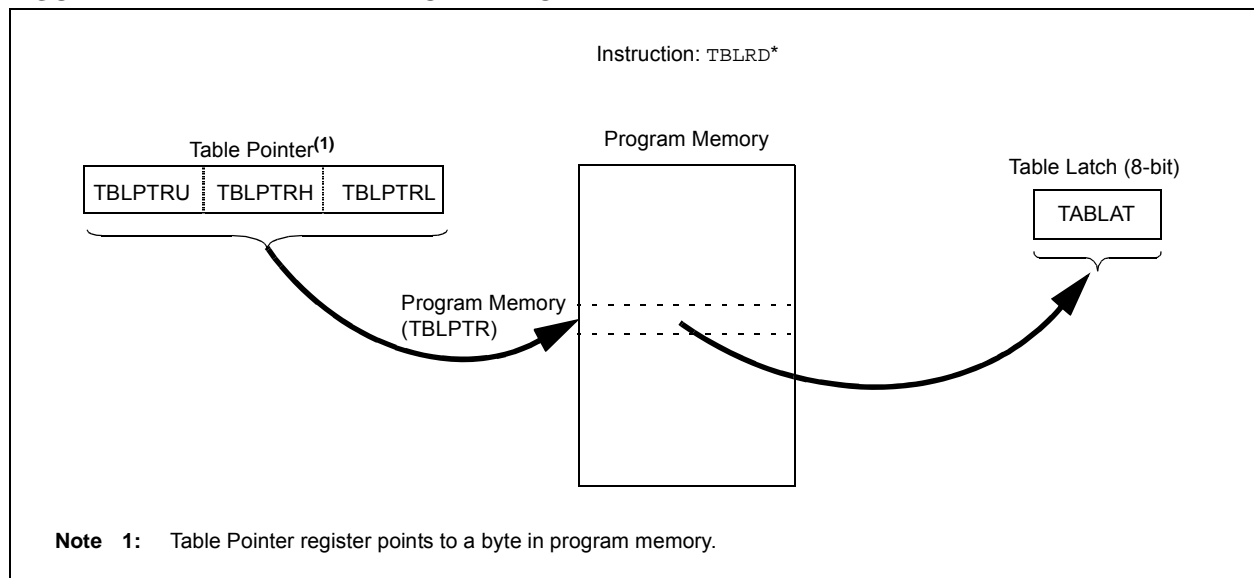 Instruction: TBLRD*
Table Pointer(1)
TBLPTRU TBLPTRH TBLPTRL
Program Memory
Table Latch (8-bit)
TABLAT
Program Memory
(TBLPTR)
Note 1: Table Pointer register points to a byte in program memory.